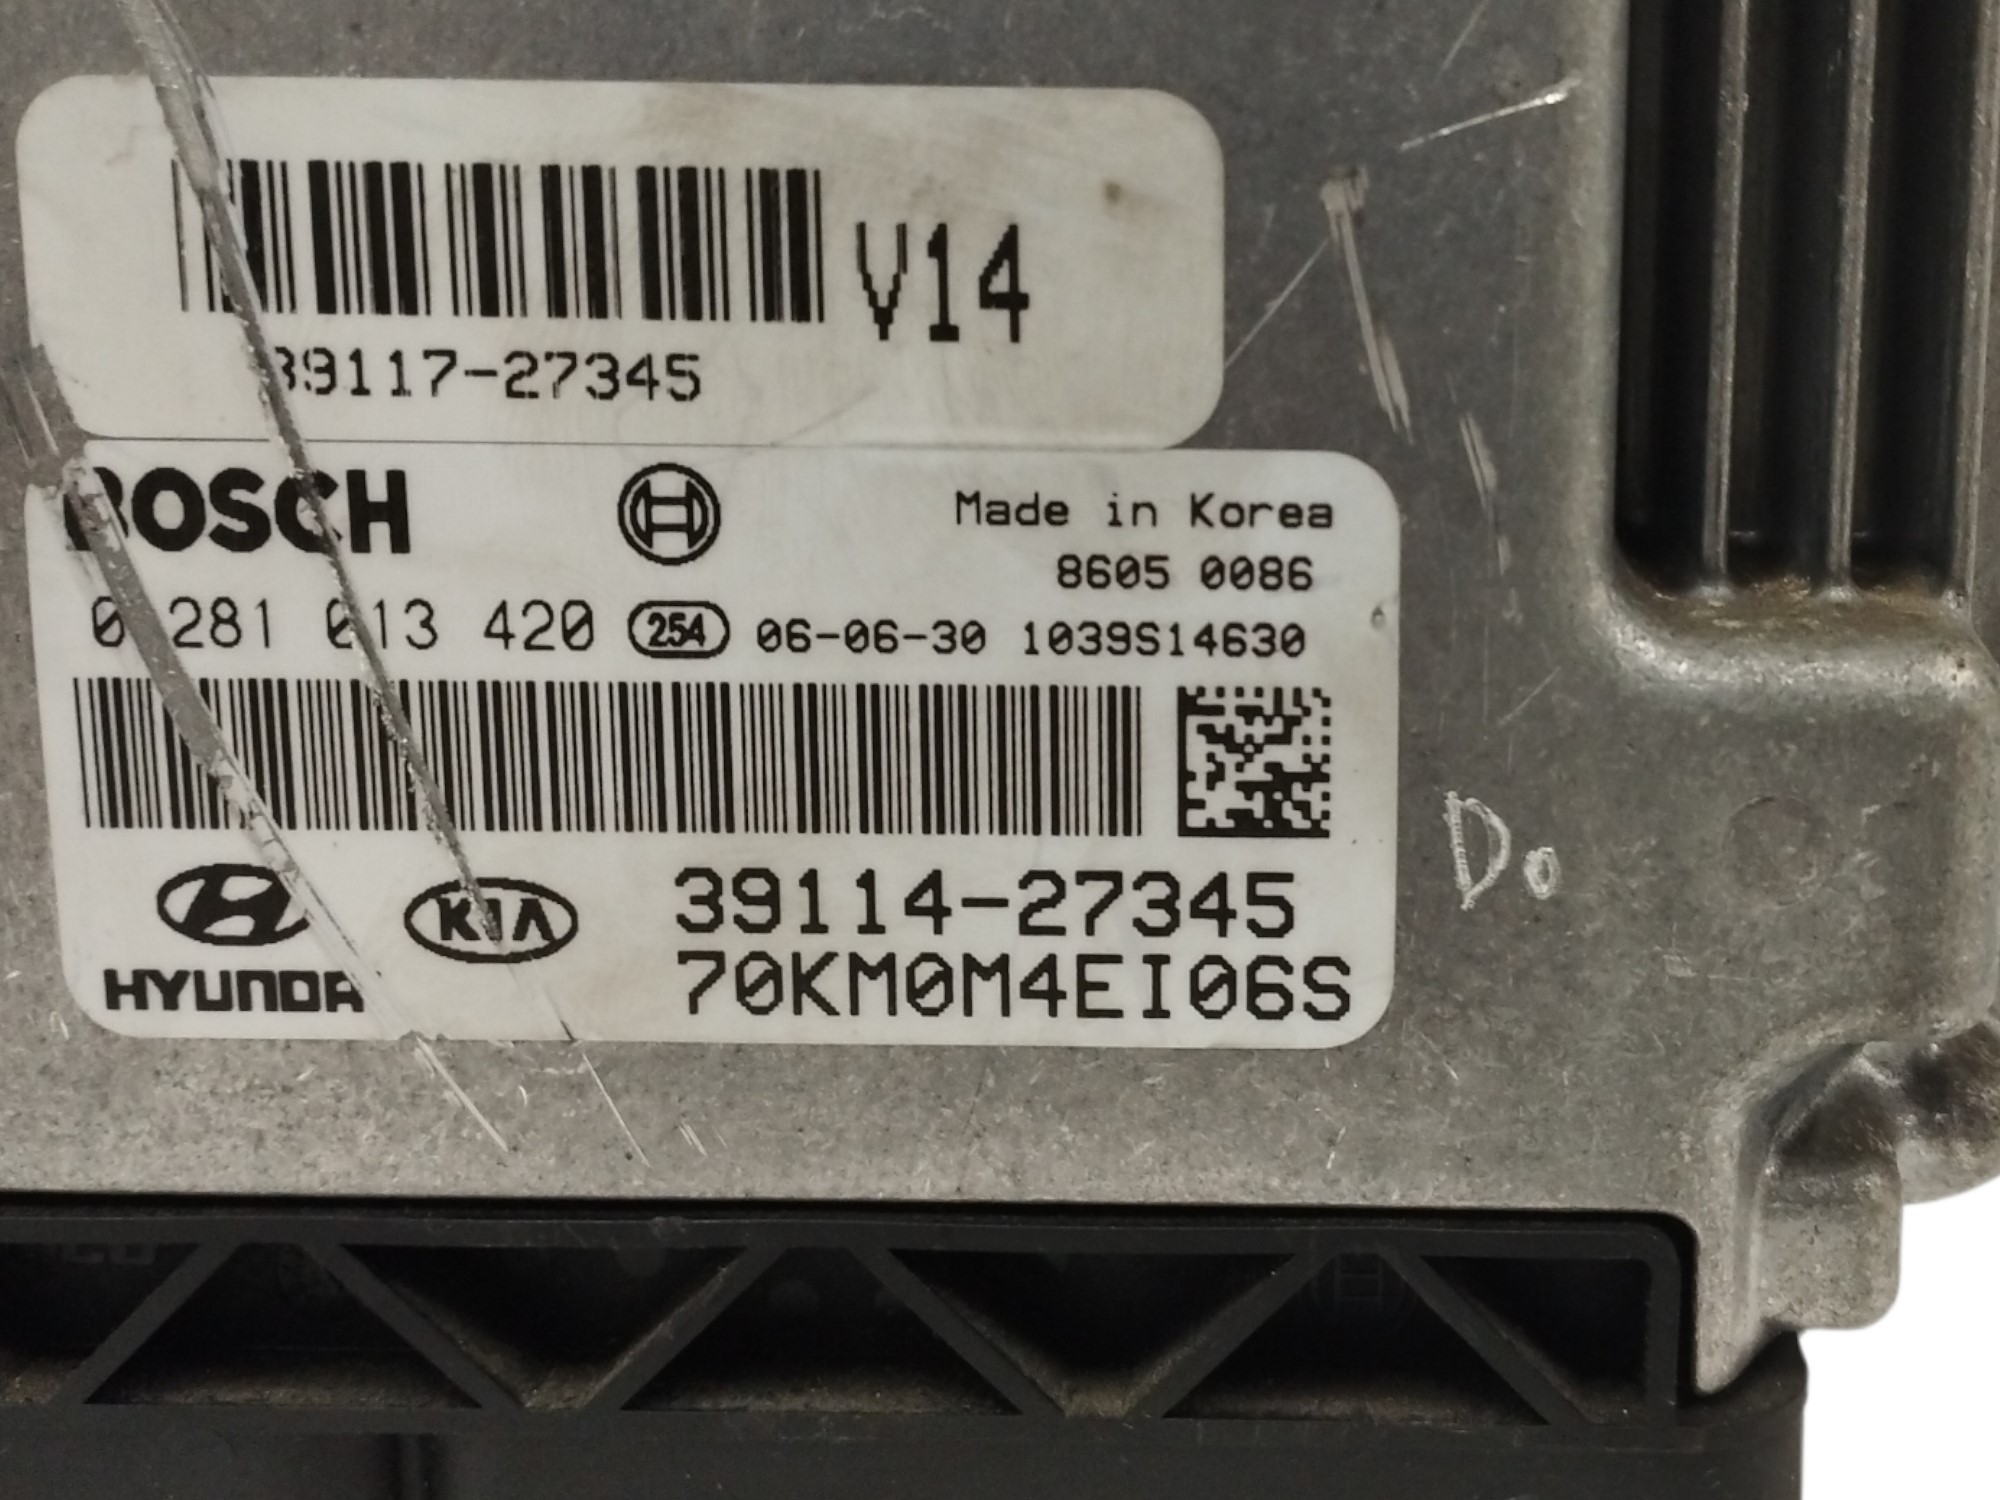 V14
39117-27345
BOSCH
Made in Korea
8605 0086
0 281 013 420 254 06-06-30 1039S14630
HYUNDAI KIA 39114-27345
70KM0M4EI06S
D.